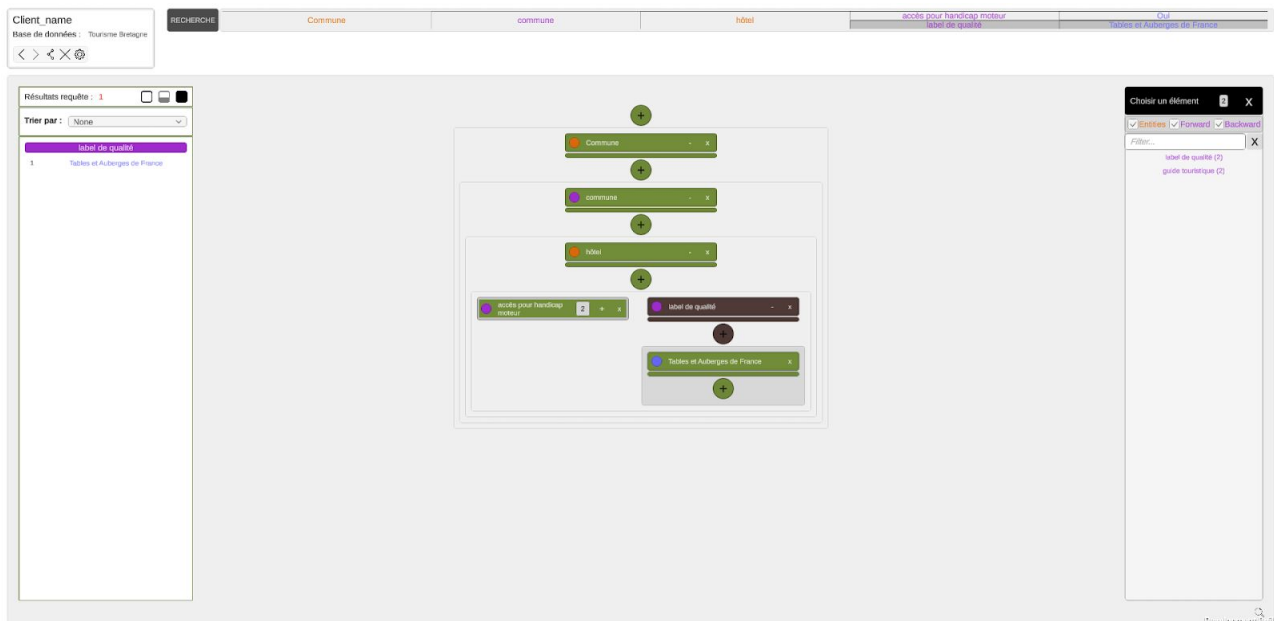 Client_name
Base de données : Tourisme Bretagne
RECHERCHE
Commune
commune
hôtel
accès pour handicap moteur
Oui
label de qualité
Tables et Auberges de France
Résultats requête : 1
Trier par : None
label de qualité
1 Tables et Auberges de France
+
Commune - x
+
commune - x
+
hôtel - x
+
accès pour handicap
moteur 2 + x
label de qualité - x
+
Tables et Auberges de France x
+
Choisir un élément 2 X
Entities Forward Backward
Filter... X
label de qualité (2)
guide touristique (2)